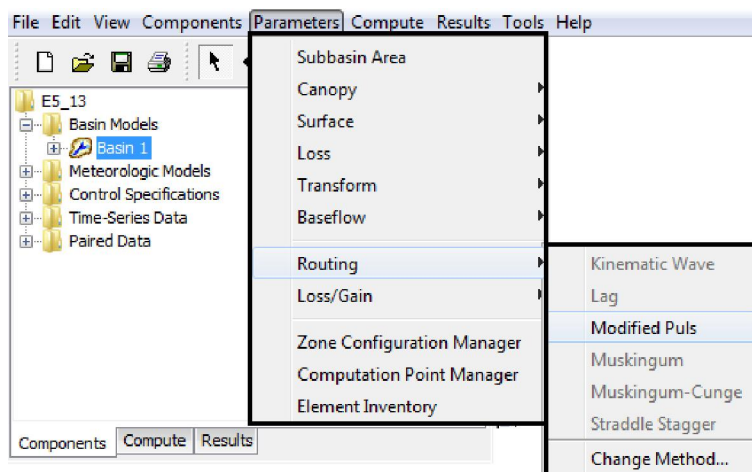 File Edit View Components Parameters Compute Results Tools Help
E5_13
Basin Models
Basin 1
Meteorologic Models
Control Specifications
Time-Series Data
Paired Data
Components Compute Results
Subbasin Area
Canopy
Surface
Loss
Transform
Baseflow
Routing
Loss/Gain
Zone Configuration Manager
Computation Point Manager
Element Inventory
Kinematic Wave
Lag
Modified Puls
Muskingum
Muskingum-Cunge
Straddle Stagger
Change Method...